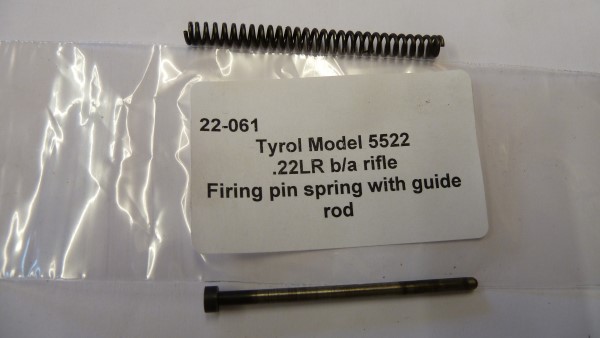 22-061
Tyrol Model 5522
.22LR b/a rifle
Firing pin spring with guide
rod